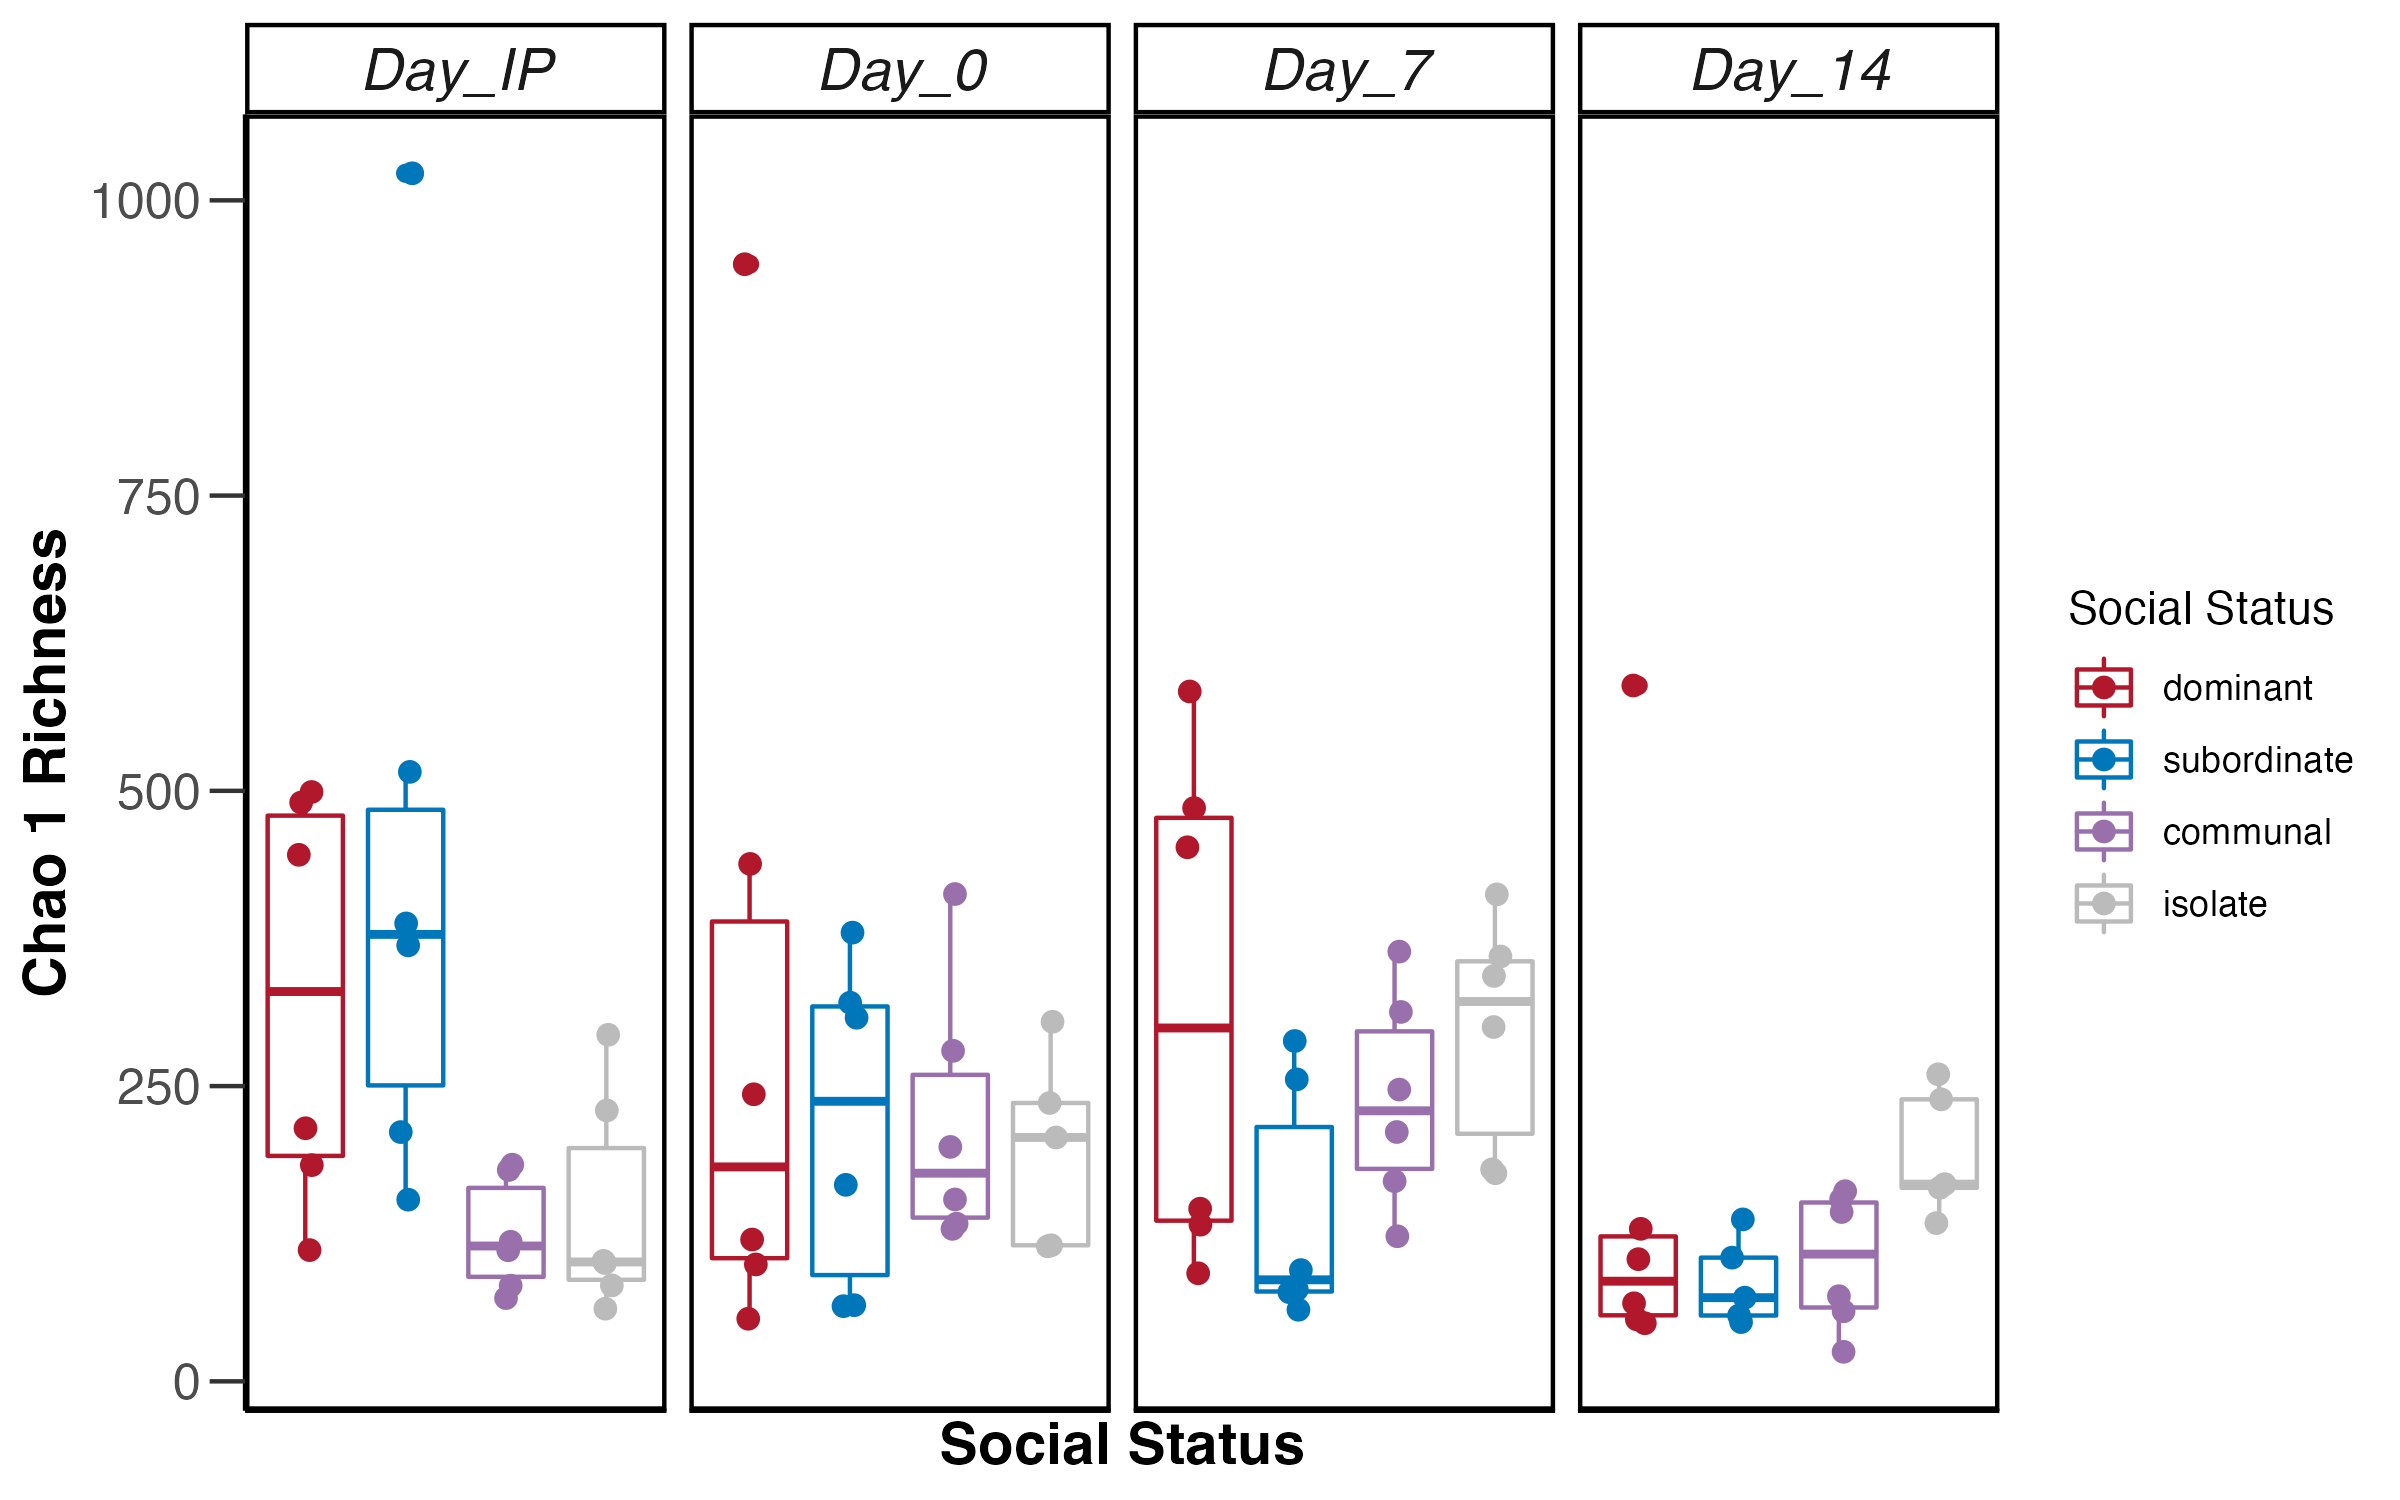 Day_IP
Day_0
Day_7
Day_14
1000
750
500
250
0
Chao 1 Richness
Social Status
Social Status
dominant
subordinate
communal
isolate